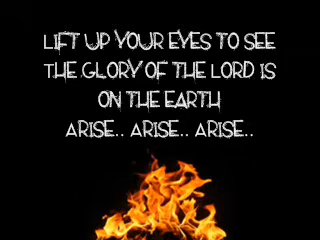 LIFT UP YOUR EYES TO SEE
THE GLORY OF THE LORD IS
ON THE EARTH
ARISE.. ARISE.. ARISE..